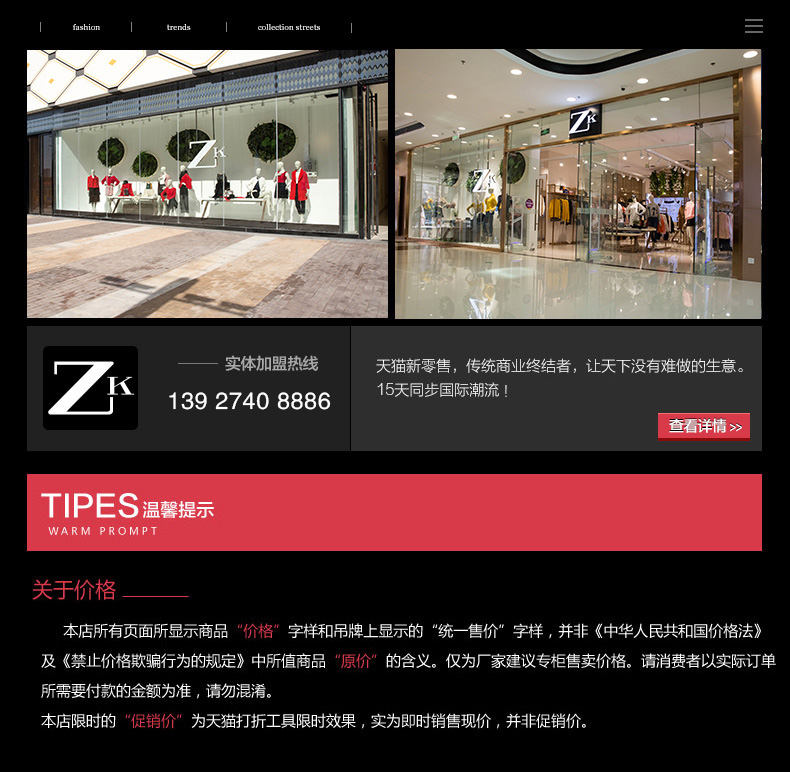 fashion
trends
collection streets
ZK
ZK
ZK
ZK
实体加盟热线
139 2740 8886
天猫新零售，传统商业终结者，让天下没有难做的生意。
15天同步国际潮流！
查看详情 >>
TIPES 温馨提示
WARM PROMPT
关于价格
本店所有页面所显示商品“价格”字样和吊牌上显示的“统一售价”字样，并非《中华人民共和国价格法》
及《禁止价格欺骗行为的规定》中所值商品“原价”的含义。仅为厂家建议专柜售卖价格。请消费者以实际订单
所需要付款的金额为准，请勿混淆。
本店限时的“促销价”为天猫打折工具限时效果，实为即时销售现价，并非促销价。